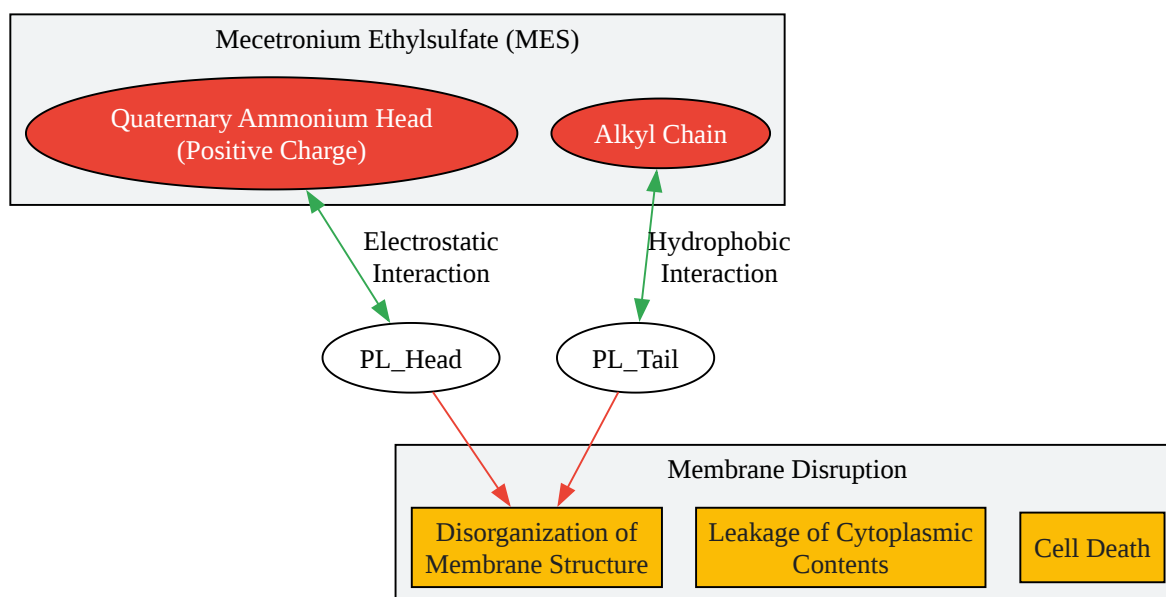 Mecetronium Ethylsulfate (MES)
Quaternary Ammonium Head
(Positive Charge)
Alkyl Chain
Electrostatic
Interaction
Hydrophobic
Interaction
PL_Head
PL_Tail
Membrane Disruption
Disorganization of
Membrane Structure
Leakage of Cytoplasmic
Contents
Cell Death